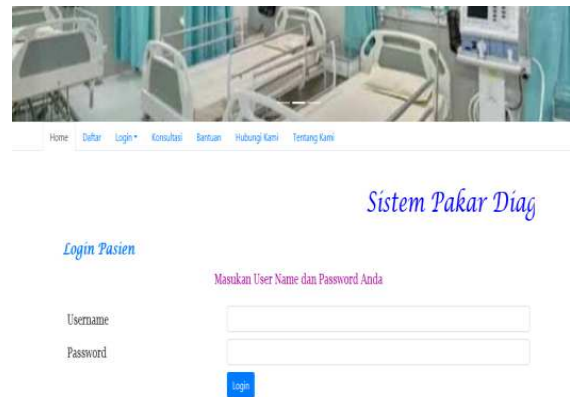 Home Daftar Login Konsultasi Bantuan Hubungi Kami Tentang Kami
Sistem Pakar Diag
Login Pasien
Masukan User Name dan Password Anda
Username
Password
Login